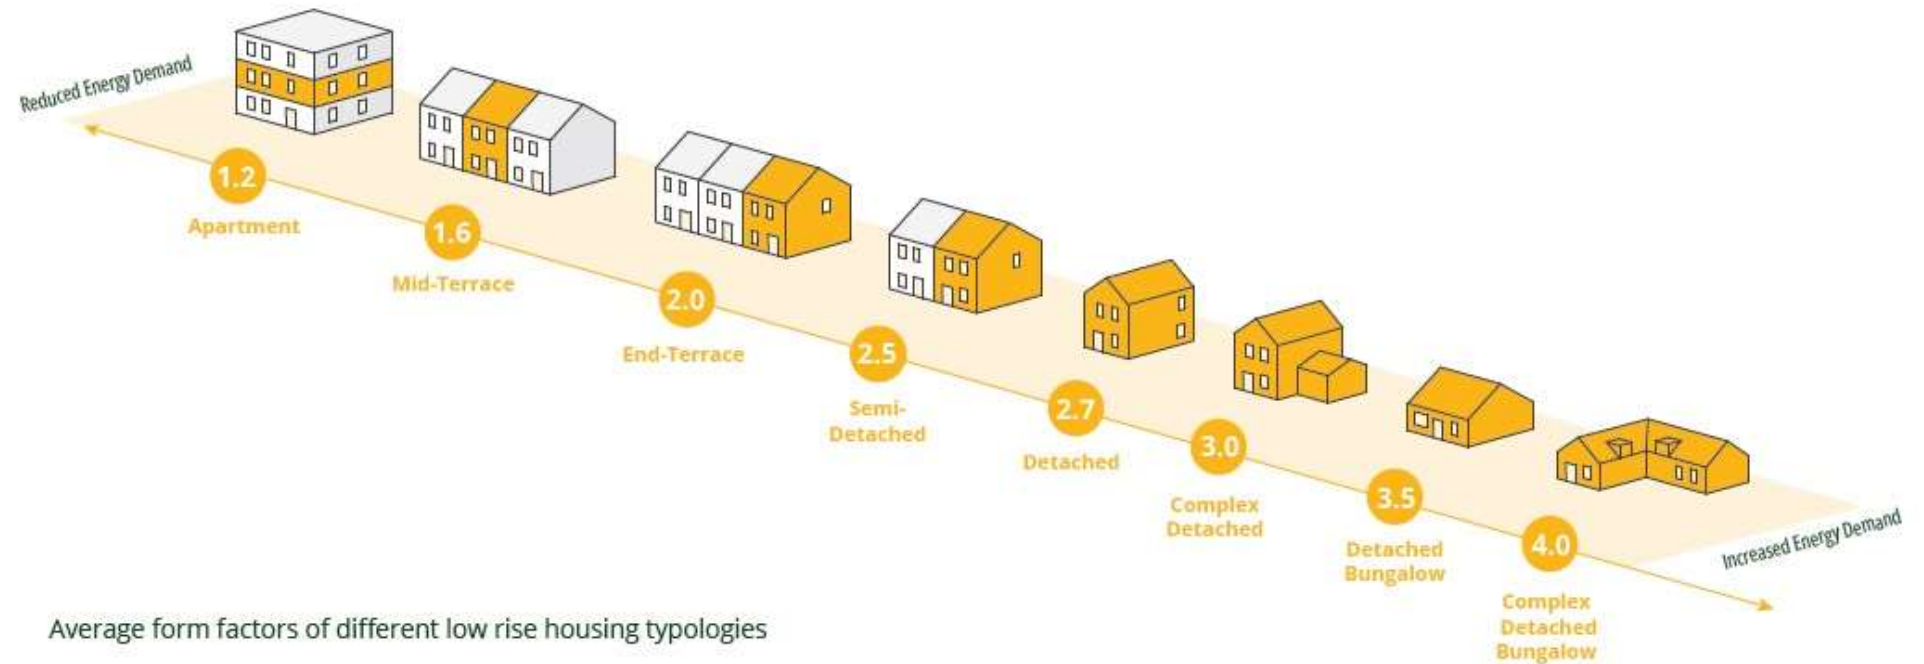 Reduced Energy Demand
1.2
Apartment
1.6
Mid-Terrace
2.0
End-Terrace
2.5
Semi-
Detached
2.7
Detached
3.0
Complex
Detached
3.5
Detached
Bungalow
4.0
Complex
Detached
Bungalow
Increased Energy Demand
Average form factors of different low rise housing typologies